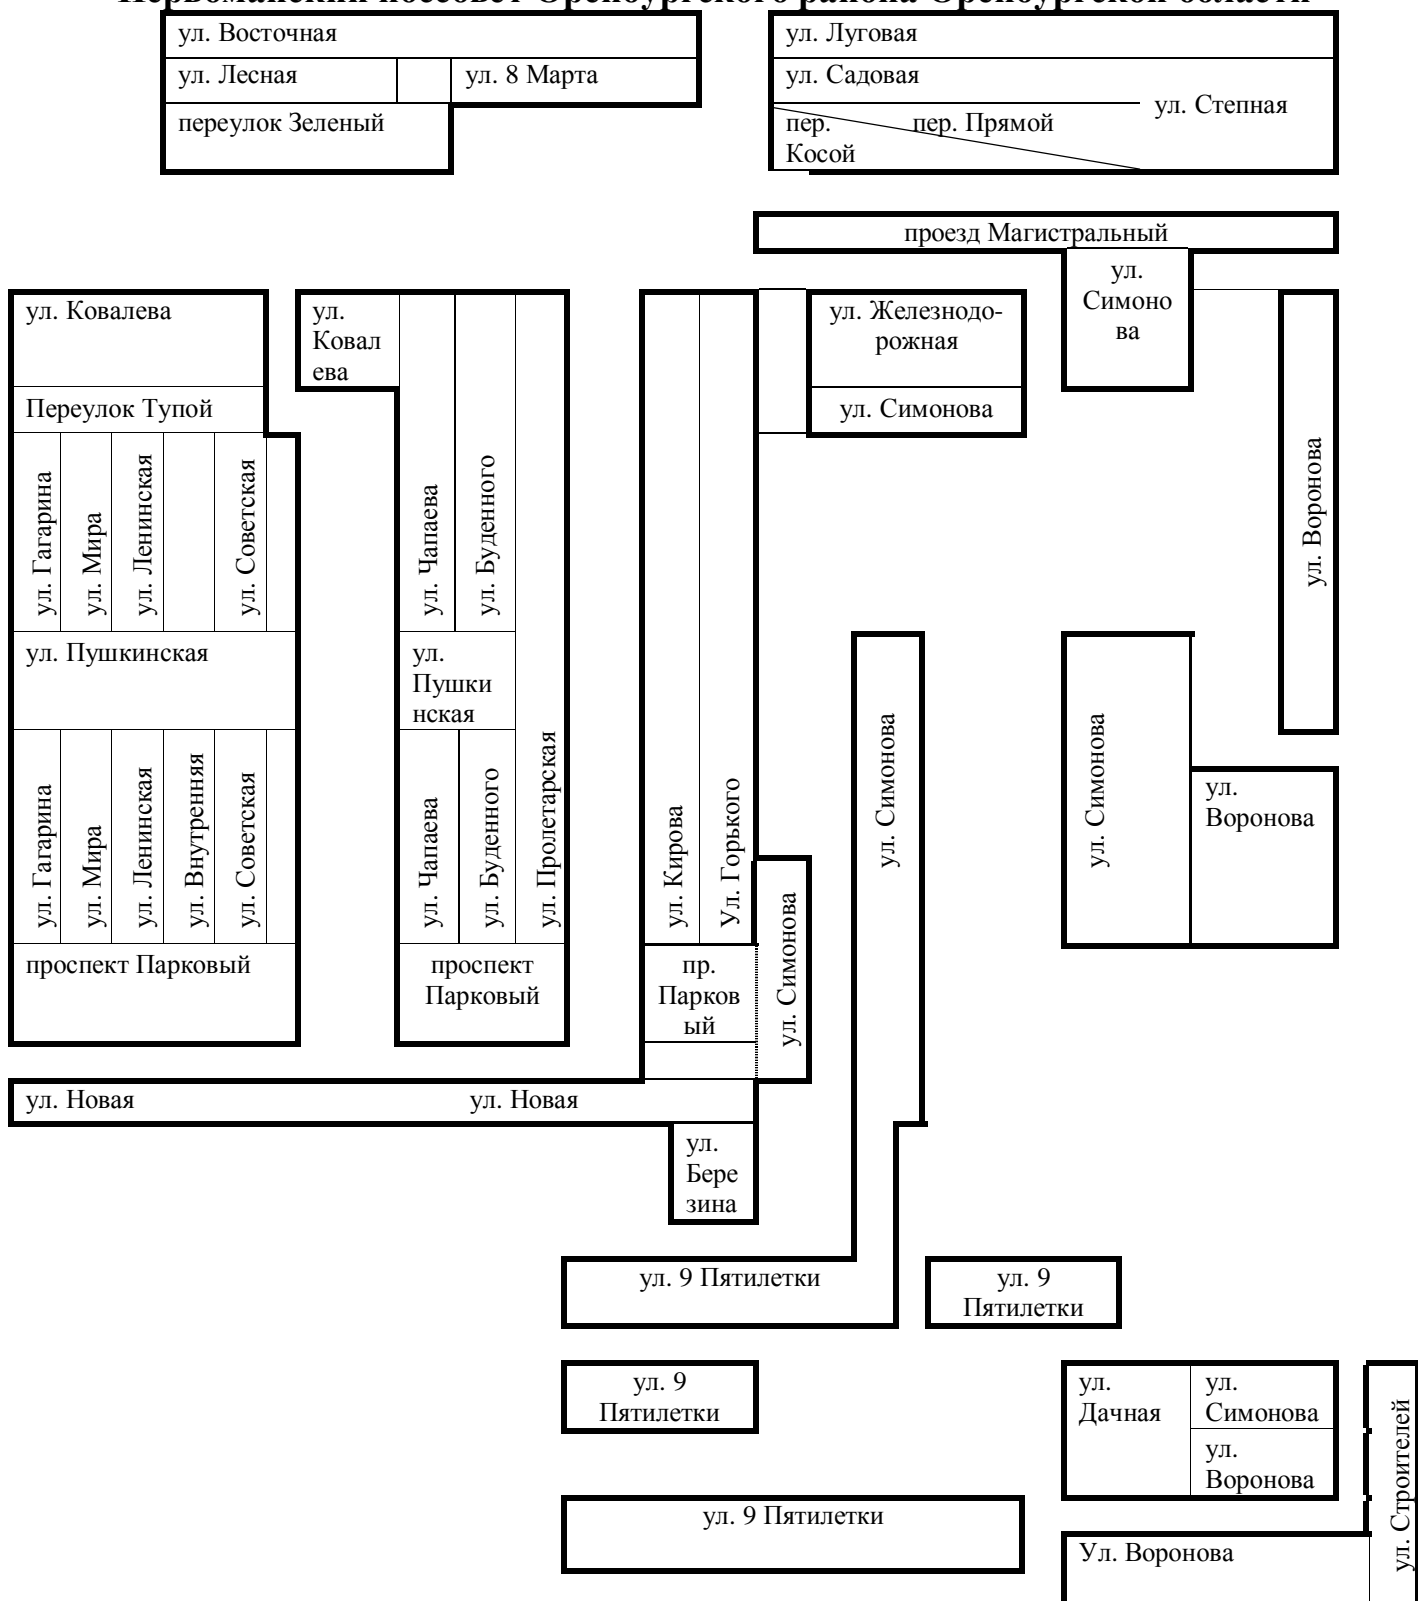 Первомайский поссовет Оренбургского района Оренбургской области
ул. Восточная
ул. Лесная
ул. 8 Марта
переулок Зеленый
ул. Луговая
ул. Садовая
ул. Степная
пер.
Косой
пер. Прямой
проезд Магистральный
ул.
Симоно
ва
ул. Ковалева
ул.
Ковал
ева
ул. Железнодо-
рожная
Переулок Тупой
ул. Симонова
ул. Гагарина
ул. Мира
ул. Ленинская
ул. Советская
ул. Чапаева
ул. Буденного
ул. Воронова
ул. Пушкинская
ул.
Пушки
нская
ул. Гагарина
ул. Мира
ул. Ленинская
ул. Внутренняя
ул. Советская
ул. Чапаева
ул. Буденного
ул. Пролетарская
ул. Кирова
Ул. Горького
ул. Симонова
ул. Симонова
ул. Симонова
ул.
Воронова
проспект Парковый
проспект
Парковый
пр.
Парков
ый
ул. Новая
ул. Новая
ул.
Бере
зина
ул. 9 Пятилетки
ул. 9
Пятилетки
ул. 9
Пятилетки
ул.
Дачная
ул.
Симонова
ул.
Воронова
ул. Строителей
ул. 9 Пятилетки
Ул. Воронова